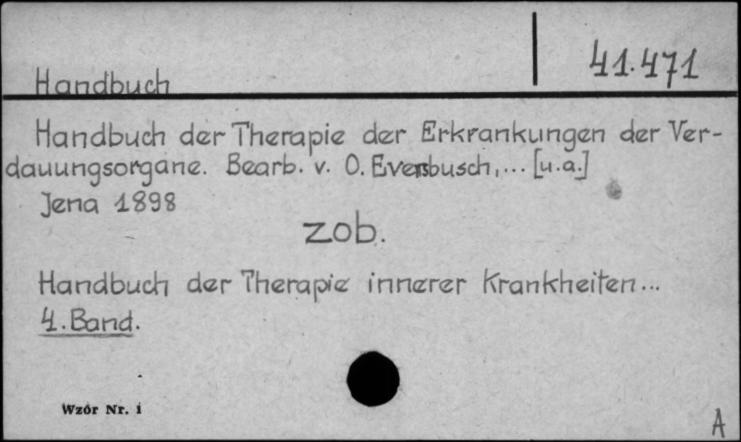 41.471
Handbuch
Handbuch der Therapie der Erkrankungen der Ver-
dauungsorgane. Bearb. v. O. Eversbusch,... [u.a.]
Jena 1898
zob.
Handbuch der Therapie innerer Krankheiten...
4. Band.
Wzór Nr. 1
A